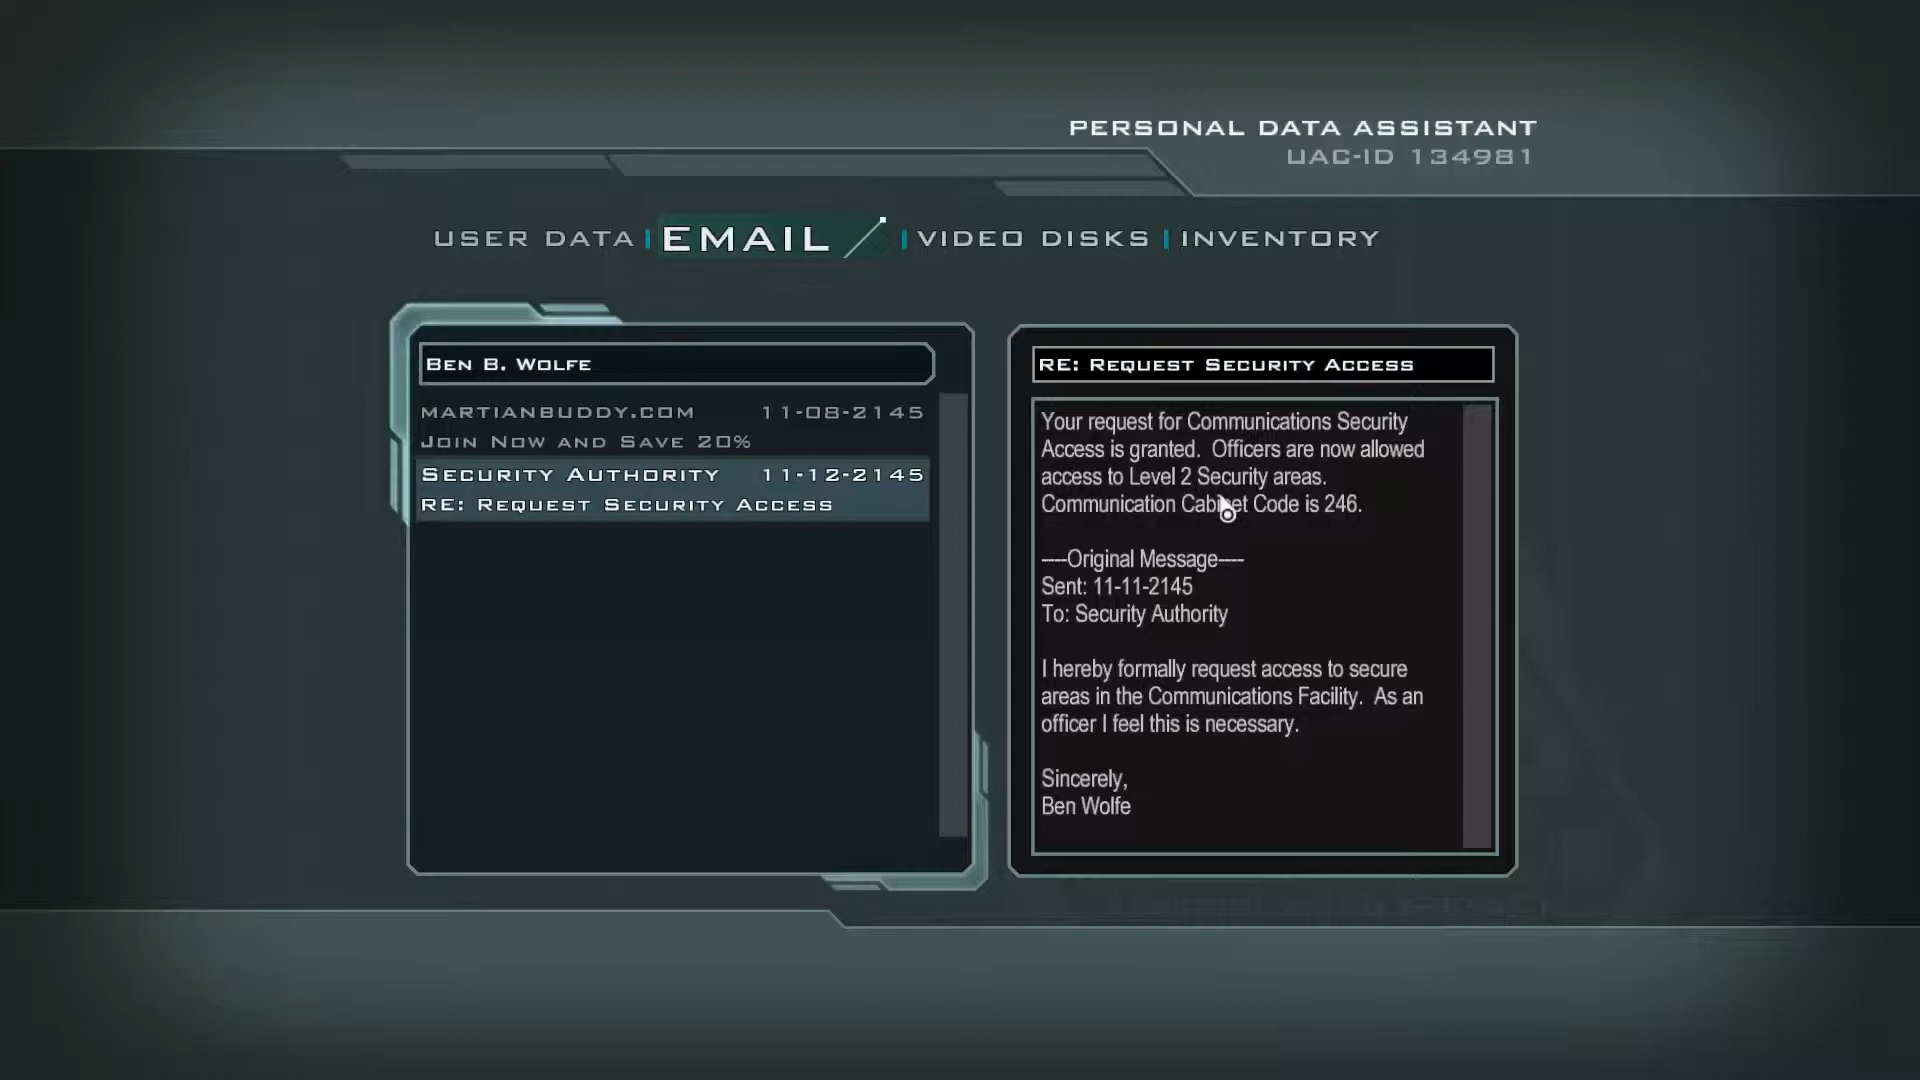 PERSONAL DATA ASSISTANT
UAC-ID 134981
USER DATA EMAIL VIDEO DISKS INVENTORY
BEN B. WOLFE
MARTIANBUDDY.COM 11-08-2145
JOIN NOW AND SAVE 20%
SECURITY AUTHORITY 11-12-2145
RE: REQUEST SECURITY ACCESS
RE: REQUEST SECURITY ACCESS
Your request for Communications Security
Access is granted. Officers are now allowed
access to Level 2 Security areas.
Communication Cabinet Code is 246.
----Original Message----
Sent: 11-11-2145
To: Security Authority
I hereby formally request access to secure
areas in the Communications Facility. As an
officer I feel this is necessary.
Sincerely,
Ben Wolfe